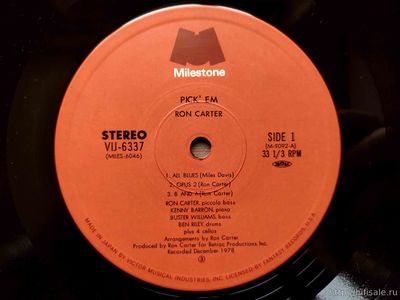 Milestone
PICK' EM
RON CARTER
STEREO
VIJ-6337
(MILES-6046)
SIDE 1
(M-9092-A)
33 1/3 RPM
1. ALL BLUES (Miles Davis)
2. OPUS 2 (Ron Carter)
3. B AND A (Ron Carter)
RON CARTER, piccolo bass
KENNY BARRON, piano
BUSTER WILLIAMS, bass
BEN RILEY, drums
plus 4 cellos
Arrangements by Ron Carter
Produced by Ron Carter for Retrac Productions, Inc.
Recorded December 1978
MADE IN JAPAN BY VICTOR MUSICAL INDUSTRIES, INC. LICENSED BY FANTASY RECORDS, U.S.A.
https://hifisale.ru